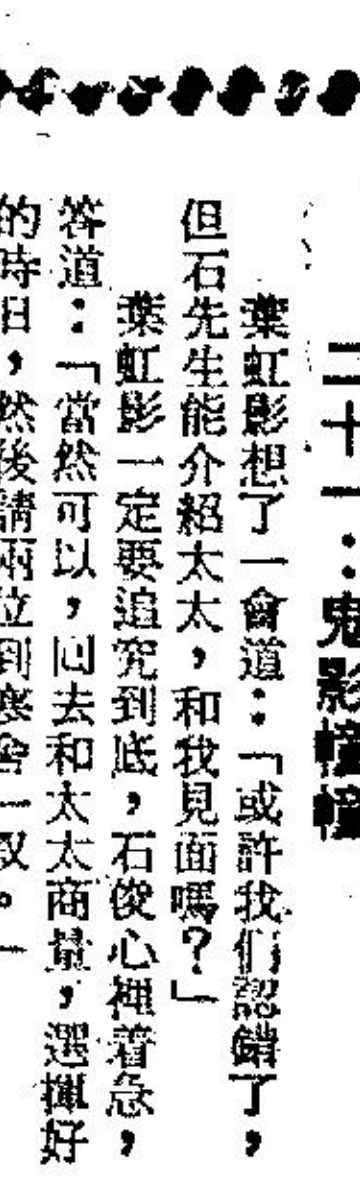 二十一：鬼影幢幢
葉虹影想了一會道：「或許我们認錯了，
但石先生能介紹太太，和我見面嗎？」
葉虹影一定要追究到底，石俊心裡着急，
答道：「當然可以，回去和太太商量，選擇好
的時日，然後請兩位到寒舍一叙。」